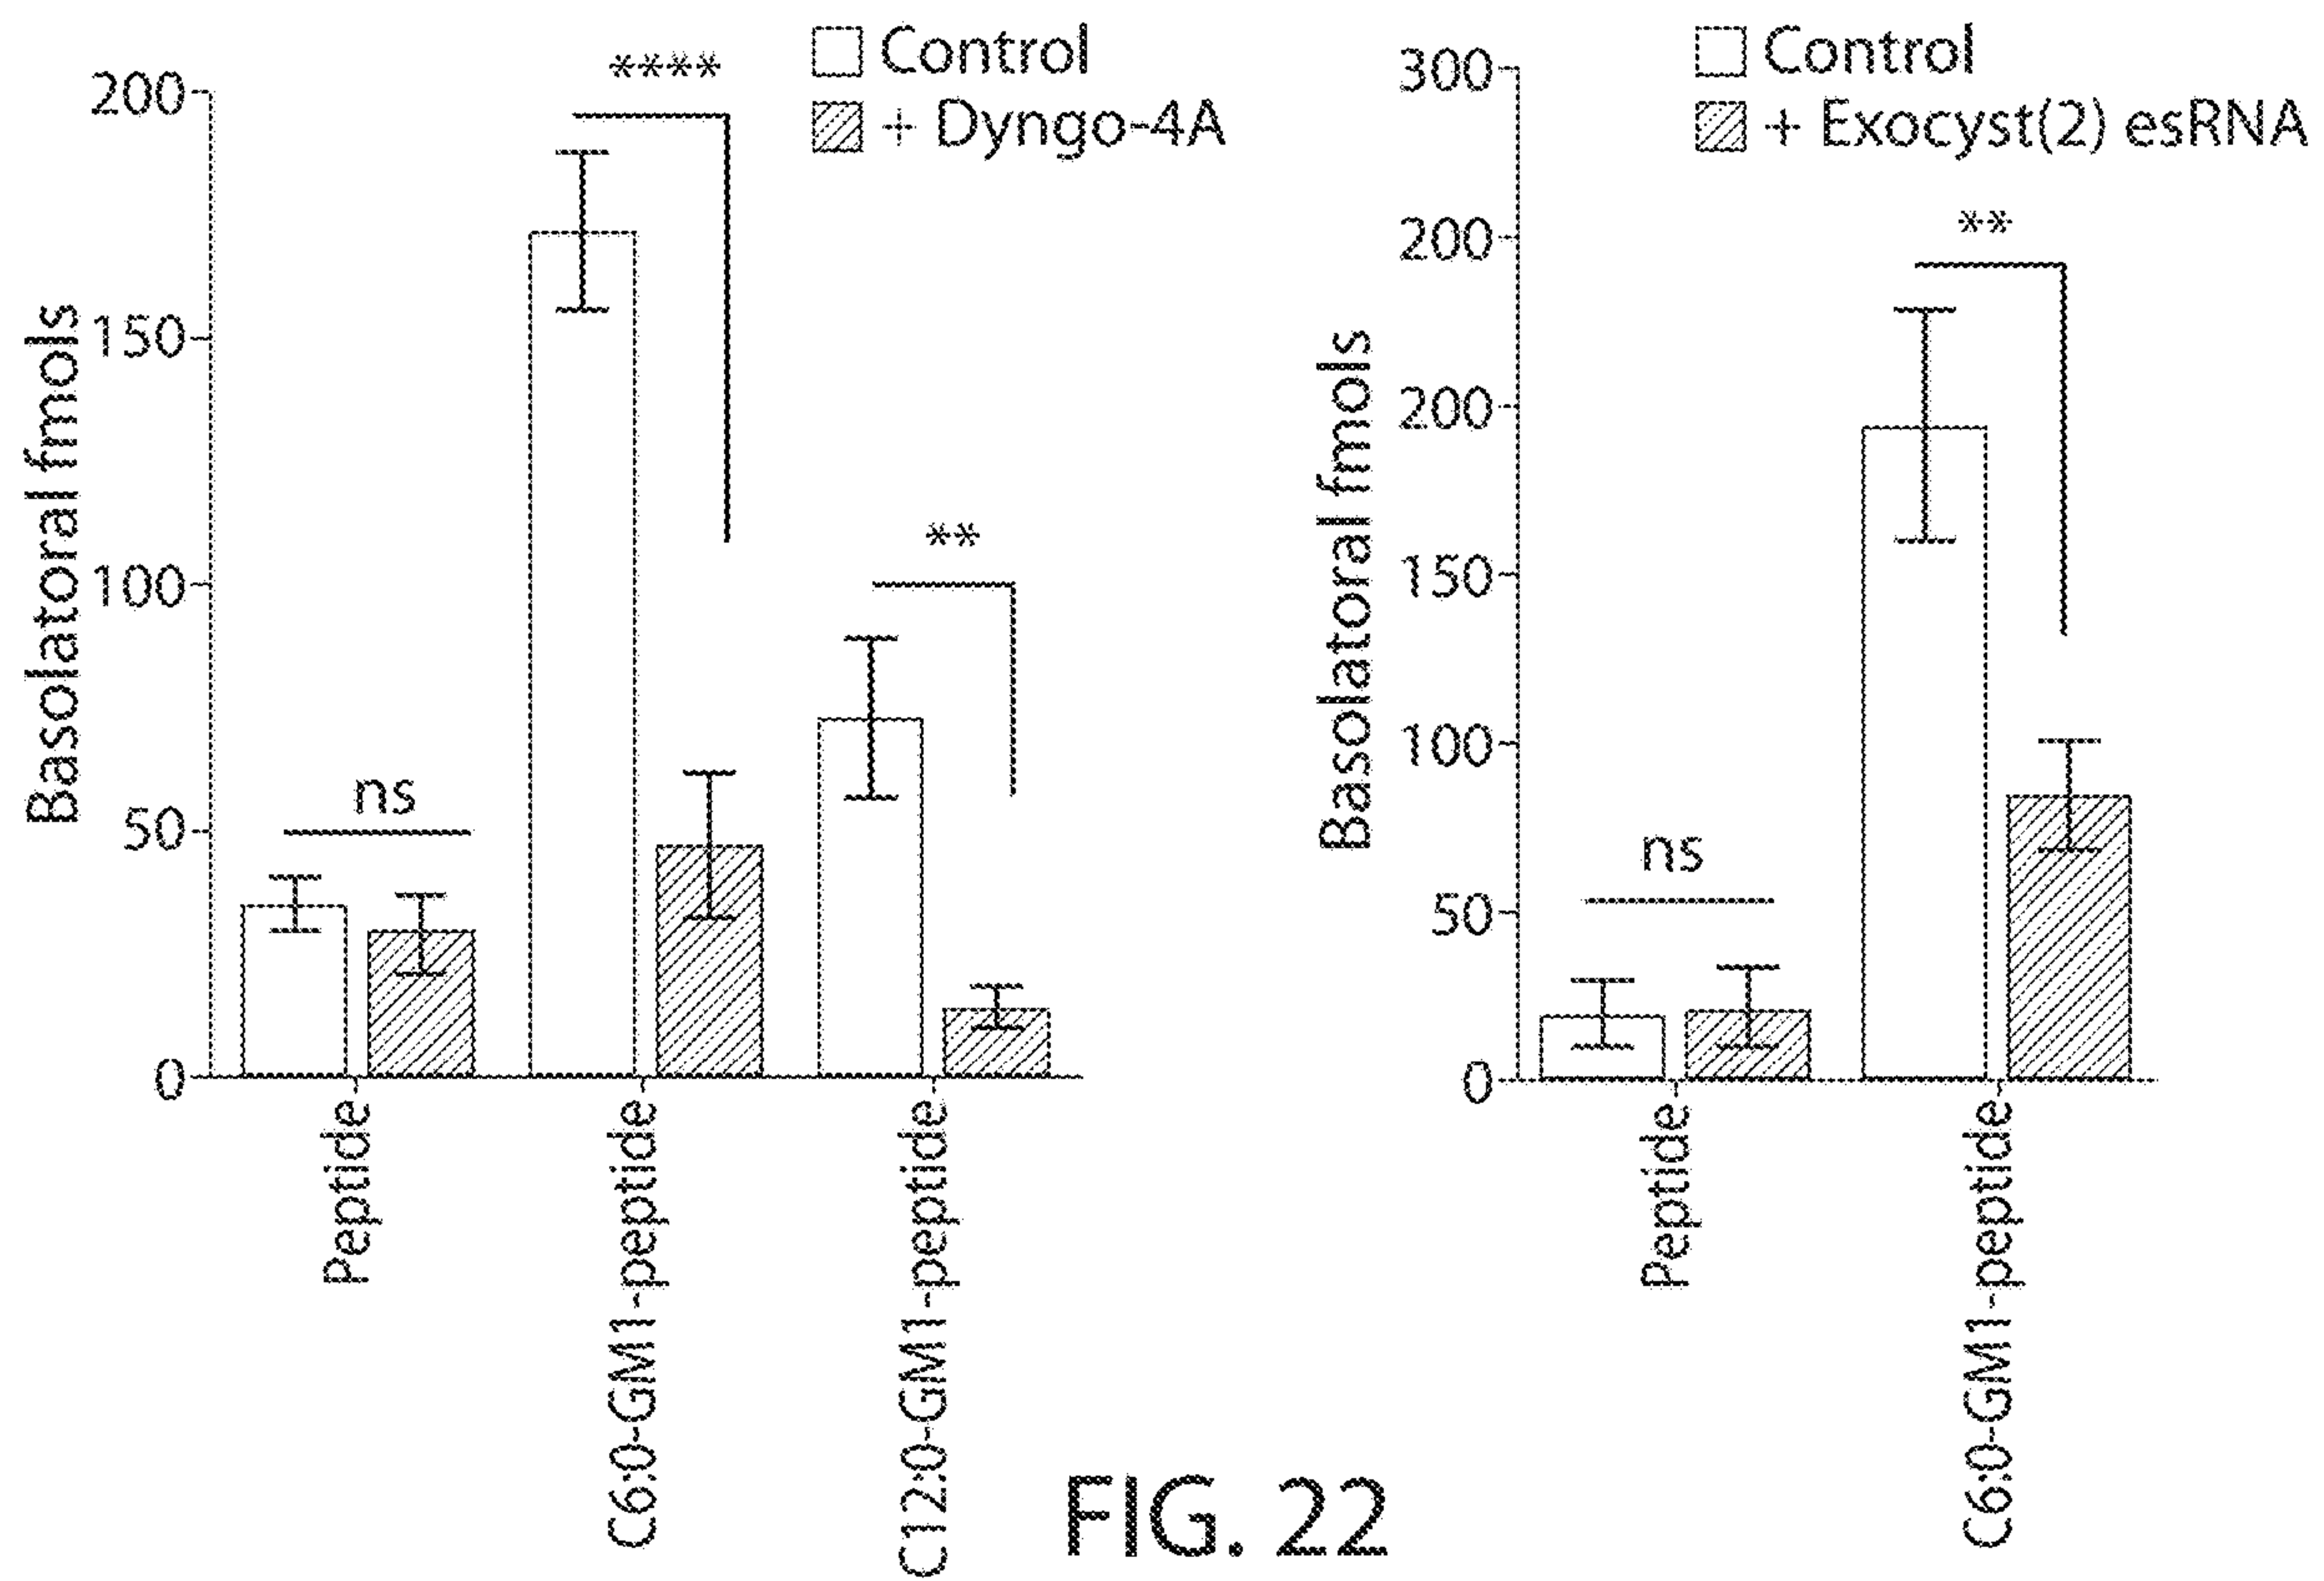 Control
+ Dyngo-4A
****
200
150
100
50
0
Basolatoral fmols
ns
**
Peptide
C6:0-GM1-peptide
C12:0-GM1-peptide
Control
+ Exocyst(2) esRNA
300
200
200
150
100
50
0
Basolatoral fmols
ns
**
Peptide
C6:0-GM1-peptide
FIG. 22